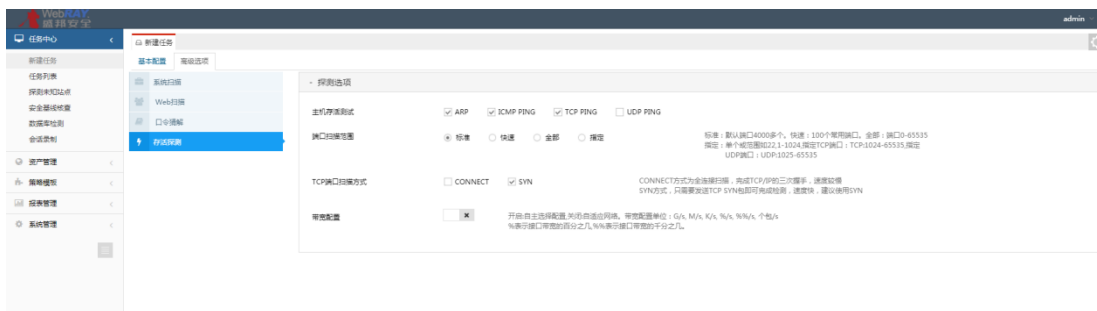 WebRAY
盛邦安全
admin
任务中心
新建任务
任务列表
探测未知站点
安全基线核查
数据库检测
会话录制
资产管理
策略模板
报表管理
系统管理
新建任务
基本配置 高级选项
系统扫描
Web扫描
口令猜解
存活探测
- 探测选项
主机存活测试 ARP ICMP PING TCP PING UDP PING
端口扫描范围 标准 快速 全部 指定
标准：默认端口4000多个。快速：100个常用端口。全部：端口0-65535
指定：单个或范围如22,1-1024,指定TCP端口：TCP:1024-65535,指定
UDP端口：UDP:1025-65535
TCP端口扫描方式 CONNECT SYN
CONNECT方式为全连接扫描，完成TCP/IP的三次握手，速度较慢
SYN方式，只需要发送TCP SYN包即可完成检测，速度快，建议使用SYN
带宽配置
开启:自主选择配置,关闭:自适应网络。带宽配置单位：G/s, M/s, K/s, %/s, %%/s, 个包/s
%表示接口带宽的百分之几,%%表示接口带宽的千分之几。